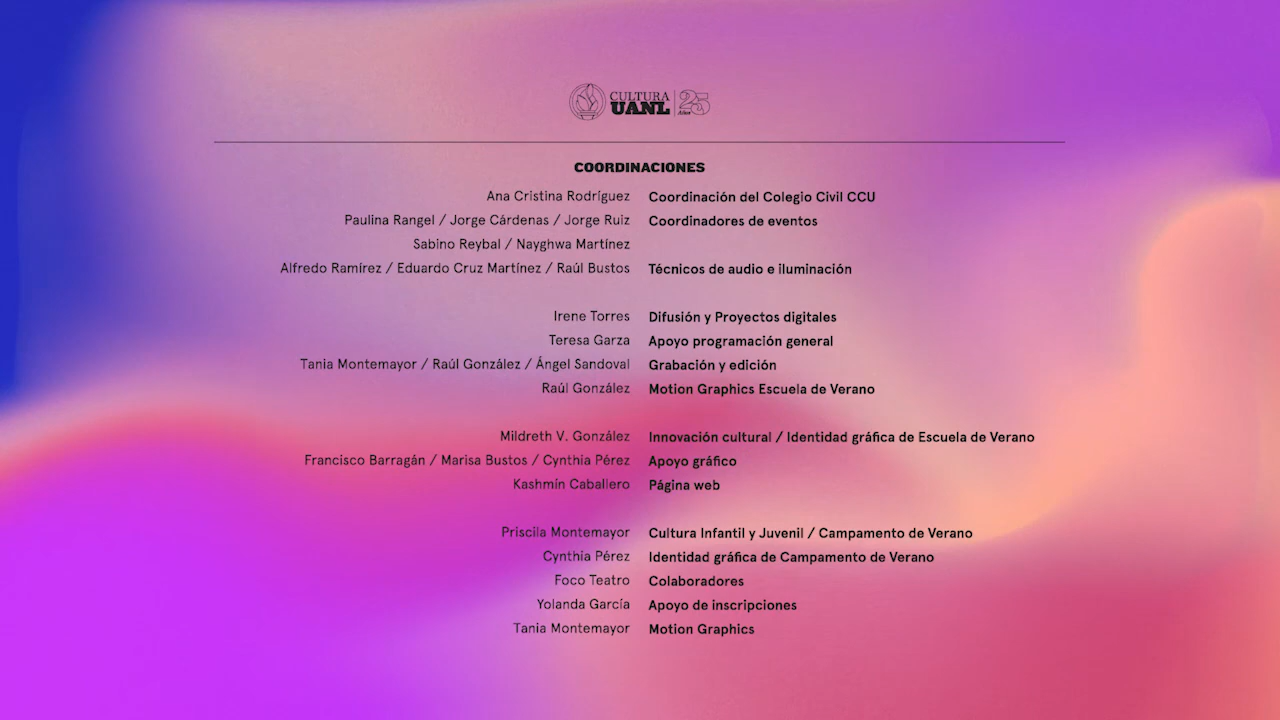 CULTURA
UANL
25
Años
COORDINACIONES
Ana Cristina Rodríguez Coordinación del Colegio Civil CCU
Paulina Rangel / Jorge Cárdenas / Jorge Ruiz Coordinadores de eventos
Sabino Reybal / Nayghwa Martínez
Alfredo Ramírez / Eduardo Cruz Martínez / Raúl Bustos Técnicos de audio e iluminación
Irene Torres Difusión y Proyectos digitales
Teresa Garza Apoyo programación general
Tania Montemayor / Raúl González / Ángel Sandoval Grabación y edición
Raúl González Motion Graphics Escuela de Verano
Mildreth V. González Innovación cultural / Identidad gráfica de Escuela de Verano
Francisco Barragán / Marisa Bustos / Cynthia Pérez Apoyo gráfico
Kashmín Caballero Página web
Priscila Montemayor Cultura Infantil y Juvenil / Campamento de Verano
Cynthia Pérez Identidad gráfica de Campamento de Verano
Foco Teatro Colaboradores
Yolanda García Apoyo de inscripciones
Tania Montemayor Motion Graphics